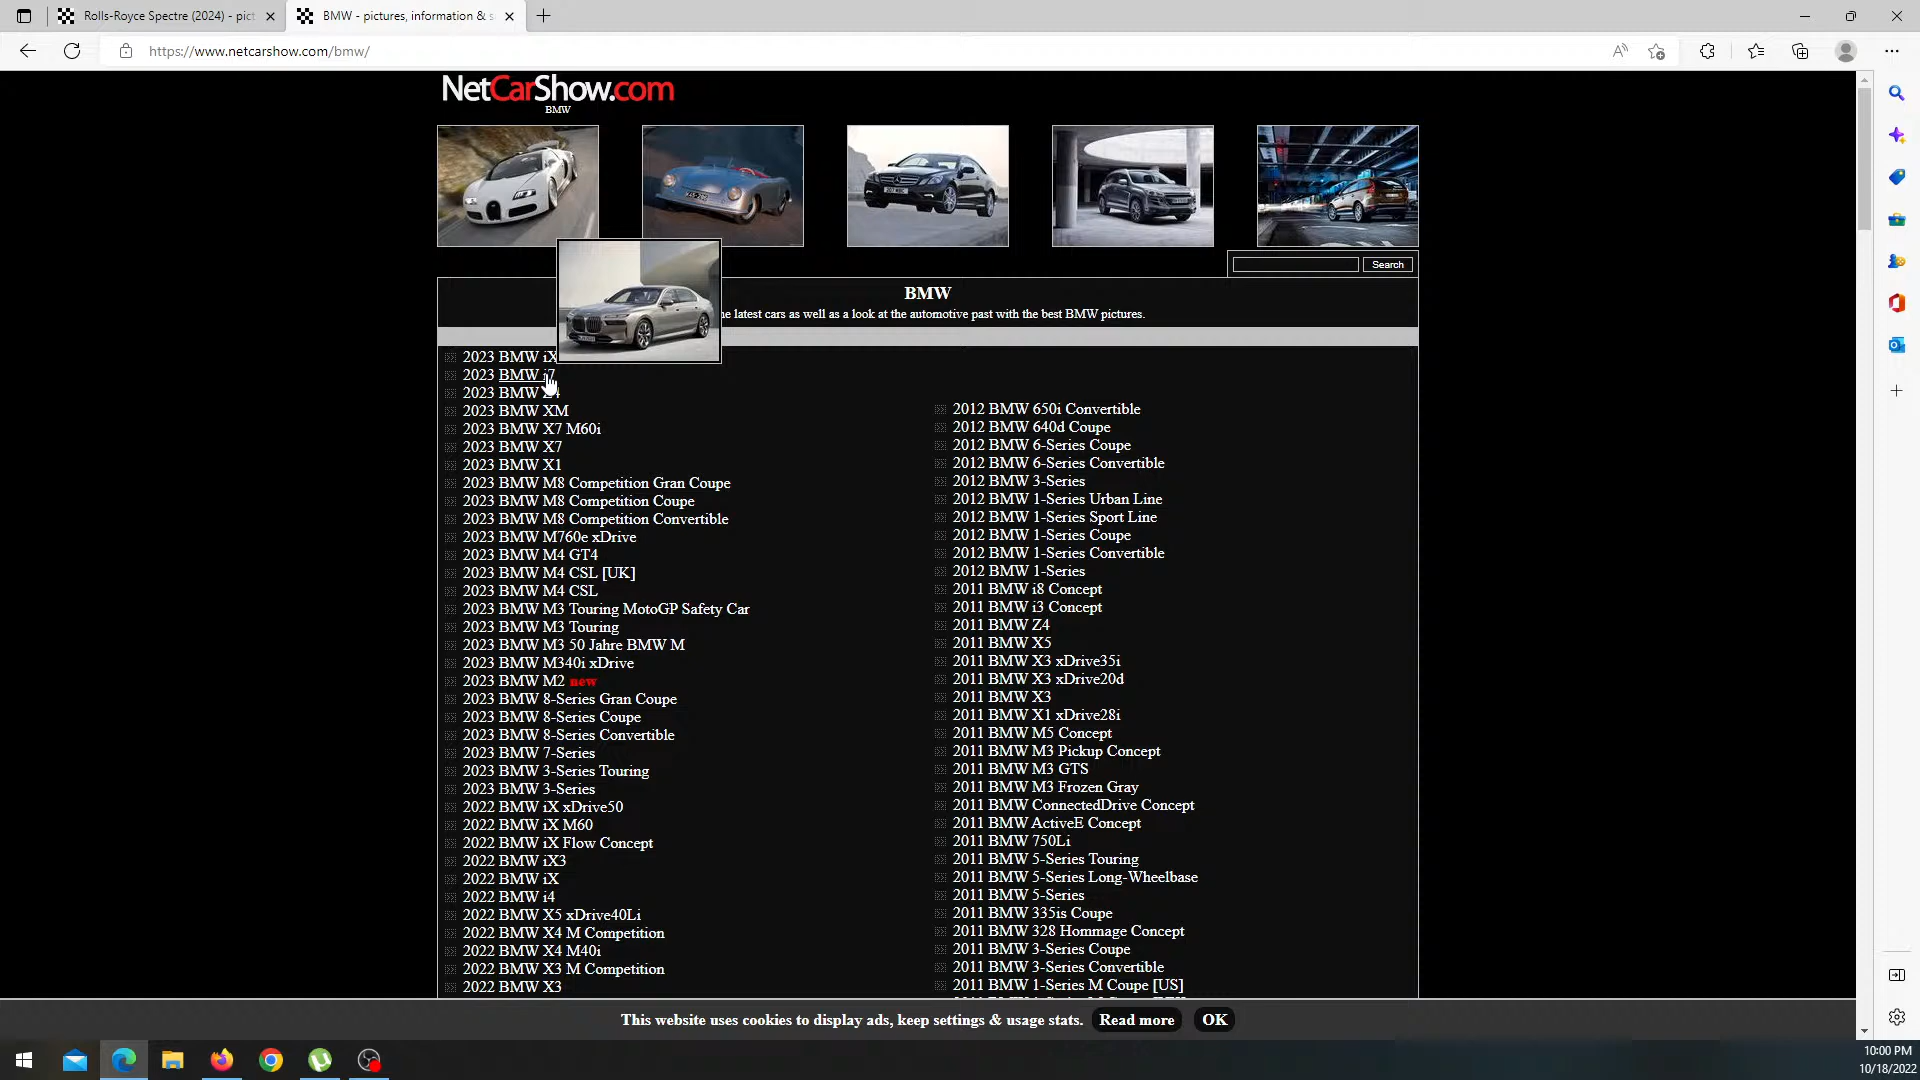 Rolls-Royce Spectre (2024) - pict
BMW - pictures, information & s
https://www.netcarshow.com/bmw/
NetCarShow.com
BMW
Search
BMW
he latest cars as well as a look at the automotive past with the best BMW pictures.
2023 BMW iX
2023 BMW i7
2023 BMW Z4
2023 BMW XM
2023 BMW X7 M60i
2023 BMW X7
2023 BMW X1
2023 BMW M8 Competition Gran Coupe
2023 BMW M8 Competition Coupe
2023 BMW M8 Competition Convertible
2023 BMW M760e xDrive
2023 BMW M4 GT4
2023 BMW M4 CSL [UK]
2023 BMW M4 CSL
2023 BMW M3 Touring MotoGP Safety Car
2023 BMW M3 Touring
2023 BMW M3 50 Jahre BMW M
2023 BMW M340i xDrive
2023 BMW M2 new
2023 BMW 8-Series Gran Coupe
2023 BMW 8-Series Coupe
2023 BMW 8-Series Convertible
2023 BMW 7-Series
2023 BMW 3-Series Touring
2023 BMW 3-Series
2022 BMW iX xDrive50
2022 BMW iX M60
2022 BMW iX Flow Concept
2022 BMW iX3
2022 BMW iX
2022 BMW i4
2022 BMW X5 xDrive40Li
2022 BMW X4 M Competition
2022 BMW X4 M40i
2022 BMW X3 M Competition
2022 BMW X3
2012 BMW 650i Convertible
2012 BMW 640d Coupe
2012 BMW 6-Series Coupe
2012 BMW 6-Series Convertible
2012 BMW 3-Series
2012 BMW 1-Series Urban Line
2012 BMW 1-Series Sport Line
2012 BMW 1-Series Coupe
2012 BMW 1-Series Convertible
2012 BMW 1-Series
2011 BMW i8 Concept
2011 BMW i3 Concept
2011 BMW Z4
2011 BMW X5
2011 BMW X3 xDrive35i
2011 BMW X3 xDrive20d
2011 BMW X3
2011 BMW X1 xDrive28i
2011 BMW M5 Concept
2011 BMW M3 Pickup Concept
2011 BMW M3 GTS
2011 BMW M3 Frozen Gray
2011 BMW ConnectedDrive Concept
2011 BMW ActiveE Concept
2011 BMW 750Li
2011 BMW 5-Series Touring
2011 BMW 5-Series Long-Wheelbase
2011 BMW 5-Series
2011 BMW 335is Coupe
2011 BMW 328 Hommage Concept
2011 BMW 3-Series Coupe
2011 BMW 3-Series Convertible
2011 BMW 1-Series M Coupe [US]
This website uses cookies to display ads, keep settings & usage stats. Read more OK
10:00 PM
10/18/2022